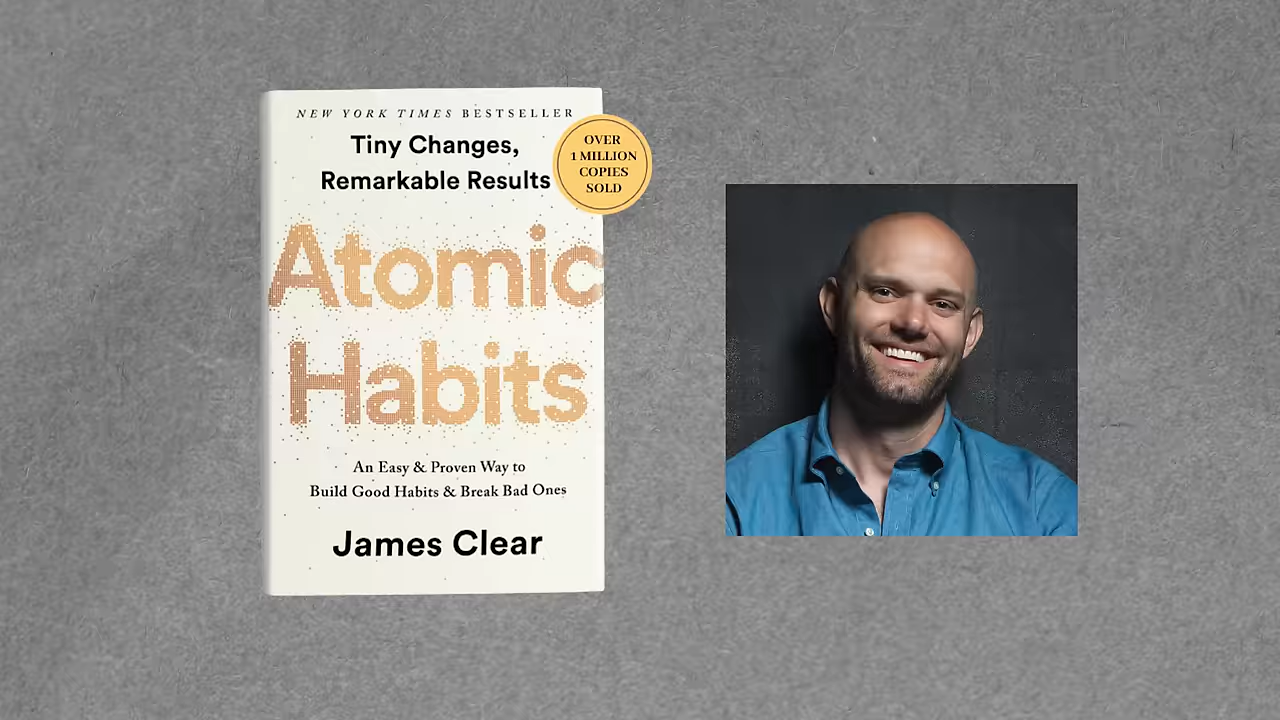 NEW YORK TIMES BESTSELLER
Tiny Changes,
Remarkable Results
OVER
1 MILLION
COPIES
SOLD
Atomic
Habits
An Easy & Proven Way to
Build Good Habits & Break Bad Ones
James Clear